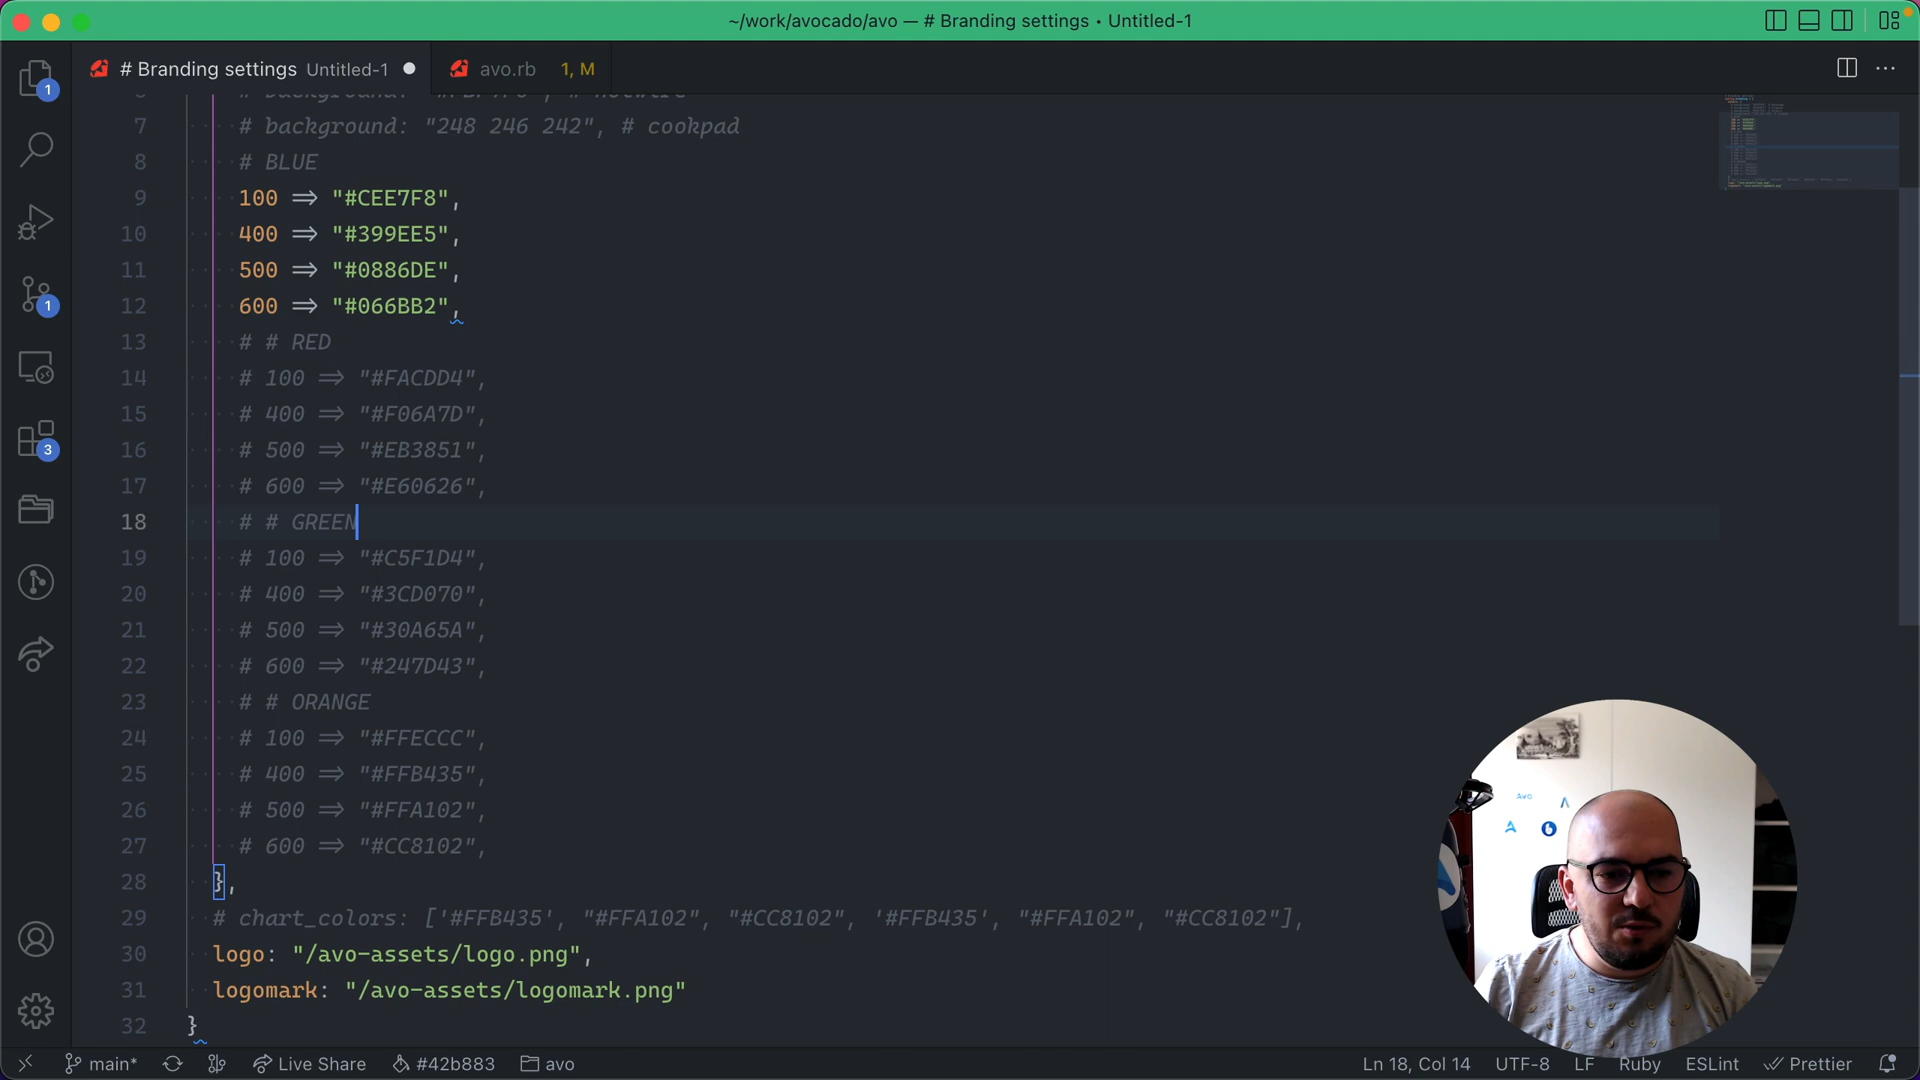 ~/work/avocado/avo — # Branding settings • Untitled-1
# Branding settings Untitled-1
avo.rb 1, M
7 # background: "248 246 242", # cookpad
8 # BLUE
9 100 => "#CEE7F8",
10 400 => "#399EE5",
11 500 => "#0886DE",
12 600 => "#066BB2",
13 # # RED
14 # 100 => "#FACDD4",
15 # 400 => "#F06A7D",
16 # 500 => "#EB3851",
17 # 600 => "#E60626",
18 # # GREEN
19 # 100 => "#C5F1D4",
20 # 400 => "#3CD070",
21 # 500 => "#30A65A",
22 # 600 => "#247D43",
23 # # ORANGE
24 # 100 => "#FFECCC",
25 # 400 => "#FFB435",
26 # 500 => "#FFA102",
27 # 600 => "#CC8102",
28 },
29 # chart_colors: ['#FFB435', "#FFA102", "#CC8102", '#FFB435', "#FFA102", "#CC8102"],
30 logo: "/avo-assets/logo.png",
31 logomark: "/avo-assets/logomark.png"
32 }
1
1
3
main* Live Share #42b883 avo Ln 18, Col 14 UTF-8 LF Ruby ESLint Prettier